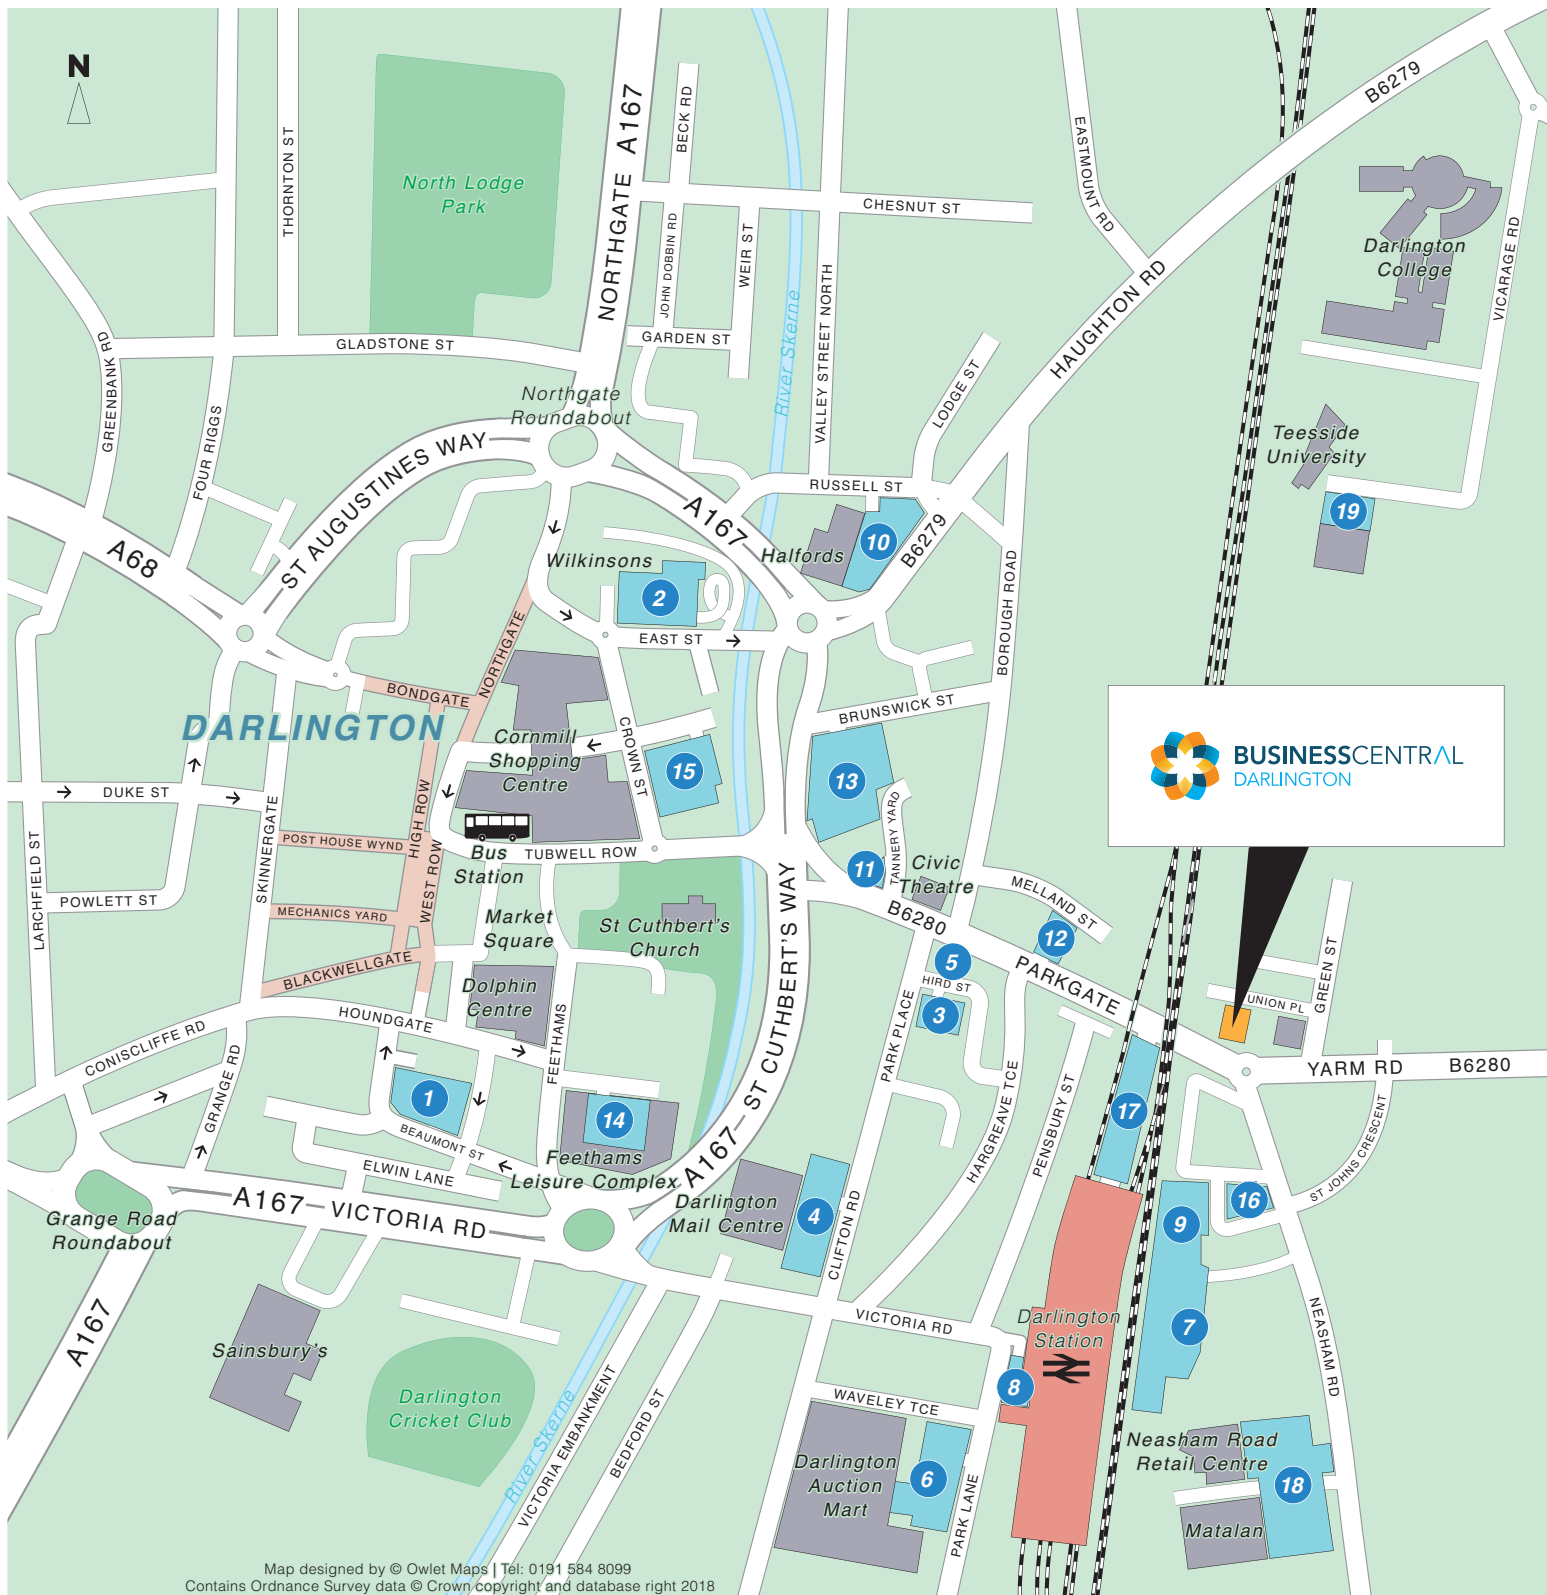 N
NORTHGATE A167
BECK RD
THORNTON ST
North Lodge
Park
CHESNUT ST
EASTMOUNT RD
B6279
Darlington
College
VICARAGE RD
JOHN DOBBIN RD
WEIR ST
VALLEY STREET NORTH
River Skerne
HAUGHTON RD
GREENBANK RD
GLADSTONE ST
GARDEN ST
Northgate
Roundabout
LODGE ST
FOUR RIGGS
ST AUGUSTINES WAY
Teesside
University
RUSSELL ST
19
A68
A167
Halfords
10
B6279
Wilkinsons
2
BOROUGH ROAD
EAST ST
NORTHGATE
BONDGATE
DARLINGTON
BRUNSWICK ST
CROWN ST
Cornmill
Shopping
Centre
15
13
BUSINESSCENTRAL
DARLINGTON
DUKE ST
SKINNERGATE
HIGH ROW
POST HOUSE WYND
TANNERY YARD
Bus
Station
TUBWELL ROW
LARCHFIELD ST
POWLETT ST
MECHANICS YARD
WEST ROW
11
Civic
Theatre
MELLAND ST
Market
Square
St Cuthbert's
Church
B6280
12
5
PARKGATE
BLACKWELLGATE
Dolphin
Centre
HIRD ST
3
UNION PL
GREEN ST
HOUNDGATE
FEETHAMS
CONISCLIFFE RD
GRANGE RD
PARK PLACE
YARM RD
B6280
1
14
BEAUMONT ST
17
HARGREAVE TCE
PENSBURY ST
ST JOHNS CRESCENT
ELWIN LANE
Feethams
Leisure Complex
A167
ST CUTHBERT'S WAY
Darlington
Mail Centre
4
CLIFTON RD
16
9
A167
VICTORIA RD
Grange Road
Roundabout
VICTORIA RD
Darlington
Station
7
NEASHAM RD
A167
Sainsbury's
Darlington
Cricket Club
River Skerne
VICTORIA EMBANKMENT
BEDFORD ST
8
WAVELEY TCE
Darlington
Auction
Mart
6
PARK LANE
Neasham Road
Retail Centre
18
Matalan
Map designed by © Owlet Maps | Tel: 0191 584 8099
Contains Ordnance Survey data © Crown copyright and database right 2018